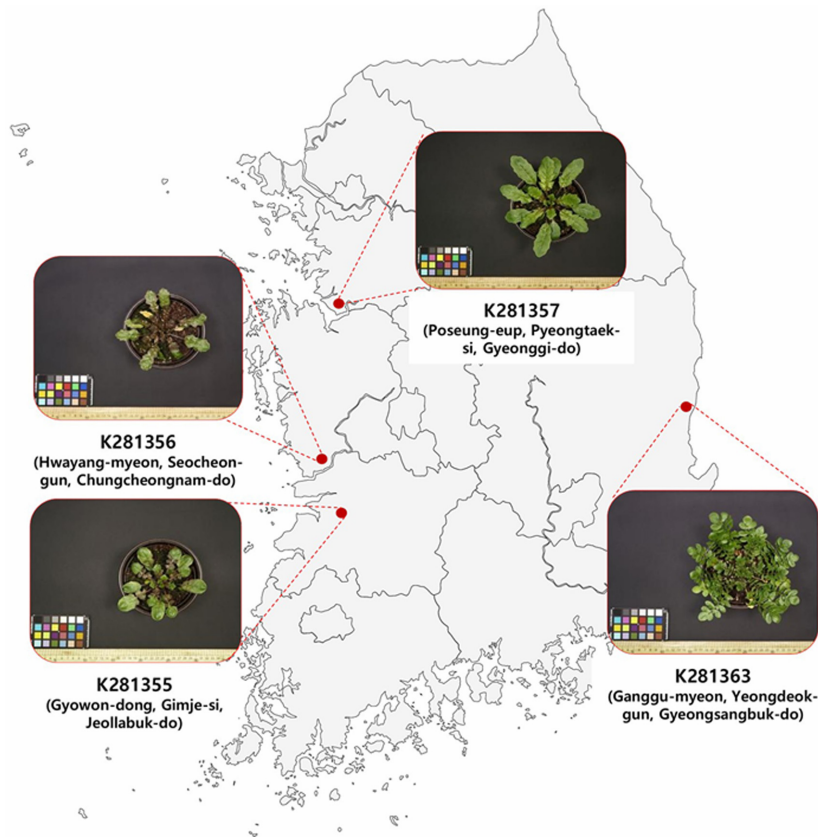 K281357
(Poseung-eup, Pyeongtaek-
si, Gyeonggi-do)
K281356
(Hwayang-myeon, Seocheon-
gun, Chungcheongnam-do)
K281355
(Gyowon-dong, Gimje-si,
Jeollabuk-do)
K281363
(Ganggu-myeon, Yeongdeok-
gun, Gyeongsangbuk-do)